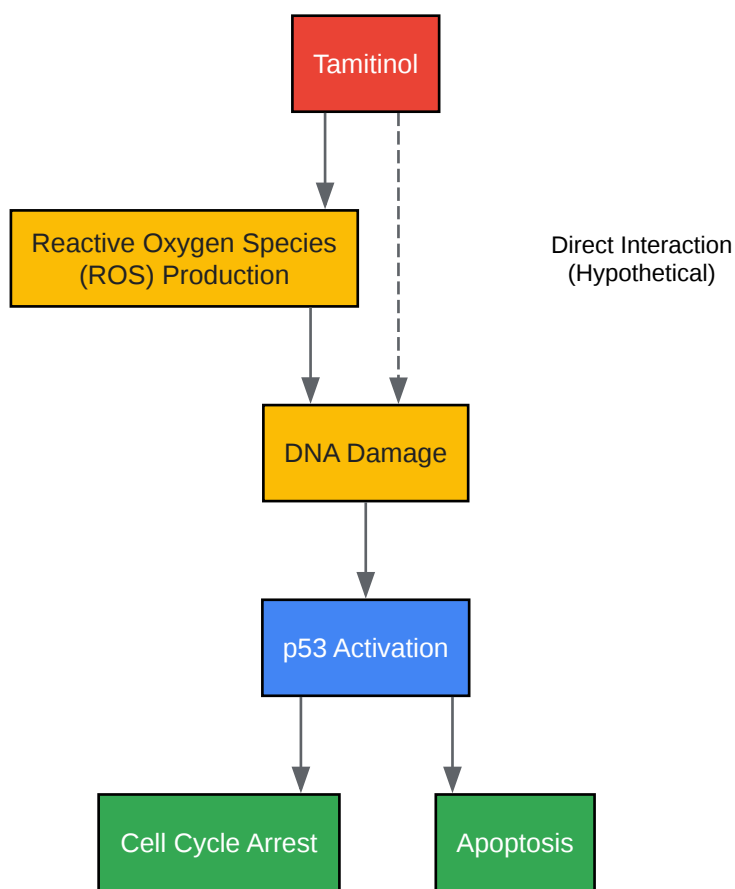 Tamitinol
Reactive Oxygen Species
(ROS) Production
Direct Interaction
(Hypothetical)
DNA Damage
p53 Activation
Cell Cycle Arrest
Apoptosis